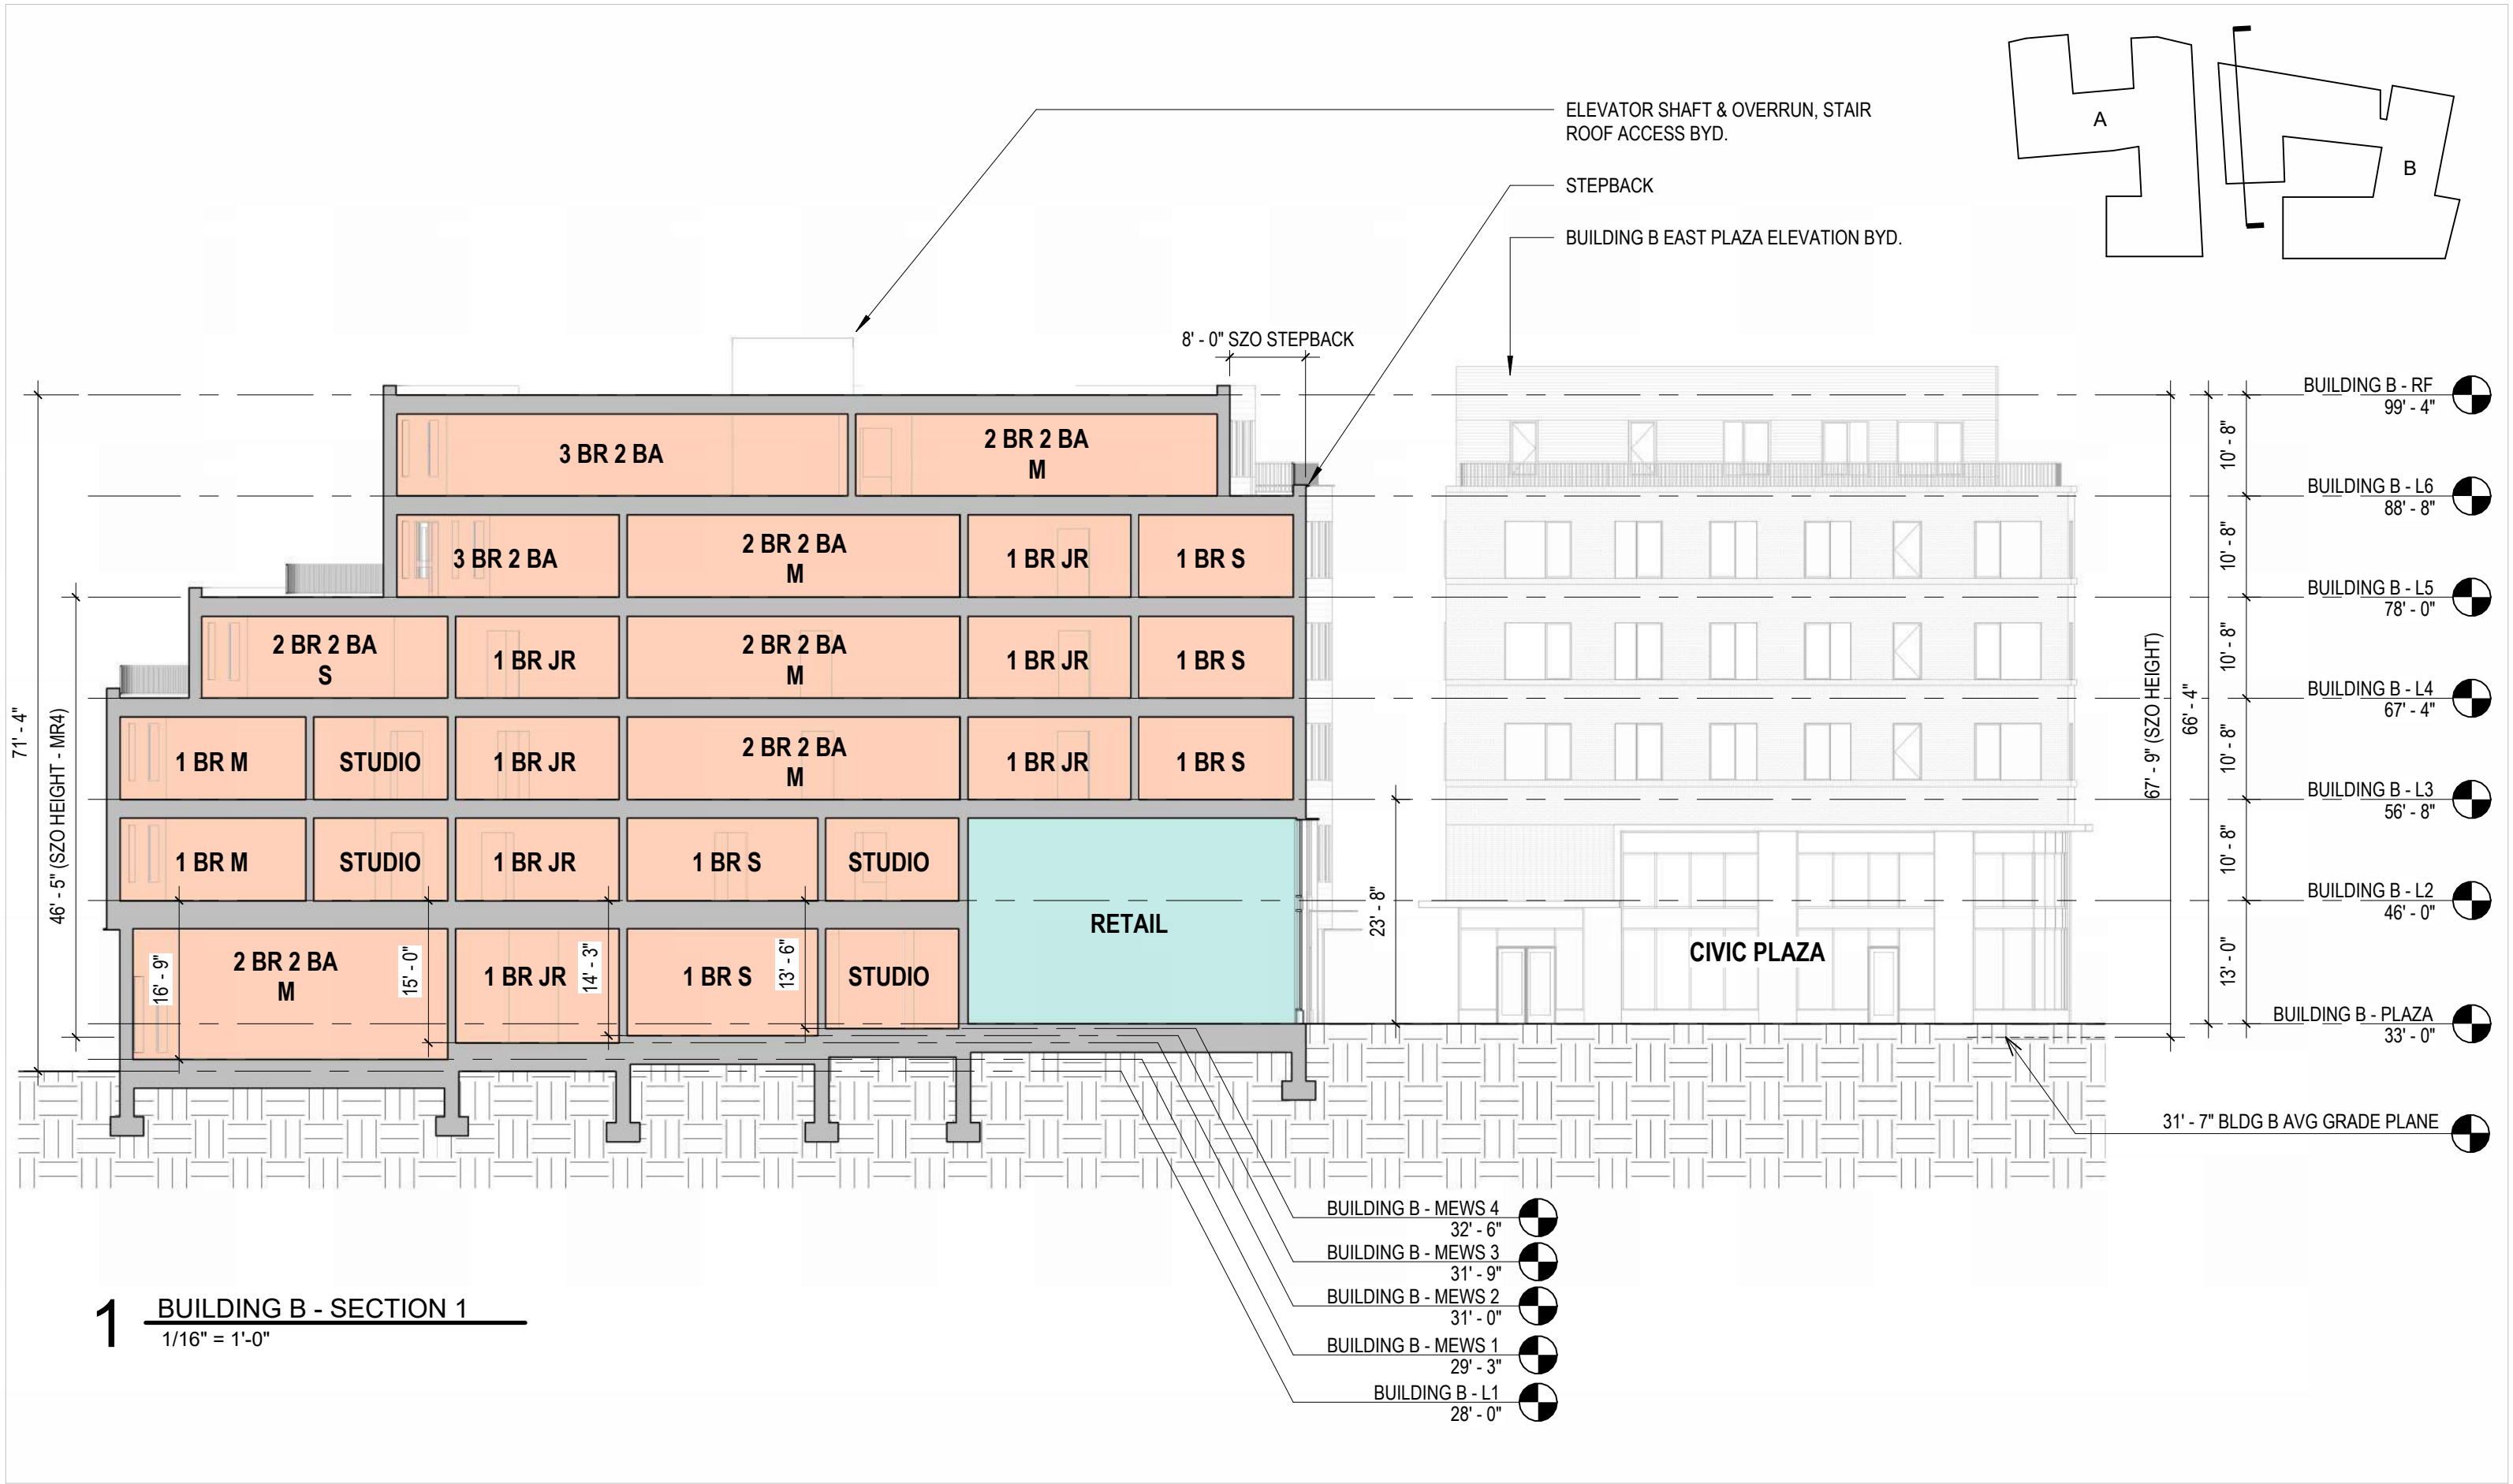 A
B
ELEVATOR SHAFT & OVERRUN, STAIR
ROOF ACCESS BYD.
STEPBACK
BUILDING B EAST PLAZA ELEVATION BYD.
8' - 0" SZO STEPBACK
BUILDING B - RF
99' - 4"
10' - 8"
3 BR 2 BA
2 BR 2 BA
M
BUILDING B - L6
88' - 8"
10' - 8"
3 BR 2 BA
2 BR 2 BA
M
1 BR JR
1 BR S
BUILDING B - L5
78' - 0"
10' - 8"
2 BR 2 BA
S
1 BR JR
2 BR 2 BA
M
1 BR JR
1 BR S
BUILDING B - L4
67' - 4"
10' - 8"
71' - 4"
46' - 5" (SZO HEIGHT - MR4)
67' - 9" (SZO HEIGHT)
66' - 4"
1 BR M
STUDIO
1 BR JR
2 BR 2 BA
M
1 BR JR
1 BR S
BUILDING B - L3
56' - 8"
10' - 8"
1 BR M
STUDIO
1 BR JR
1 BR S
STUDIO
RETAIL
23' - 8"
BUILDING B - L2
46' - 0"
13' - 0"
16' - 9"
2 BR 2 BA
M
15' - 0"
1 BR JR
14' - 3"
1 BR S
13' - 6"
STUDIO
CIVIC PLAZA
BUILDING B - PLAZA
33' - 0"
31' - 7" BLDG B AVG GRADE PLANE
BUILDING B - MEWS 4
32' - 6"
BUILDING B - MEWS 3
31' - 9"
BUILDING B - MEWS 2
31' - 0"
BUILDING B - MEWS 1
29' - 3"
BUILDING B - L1
28' - 0"
1
BUILDING B - SECTION 1
1/16" = 1'-0"